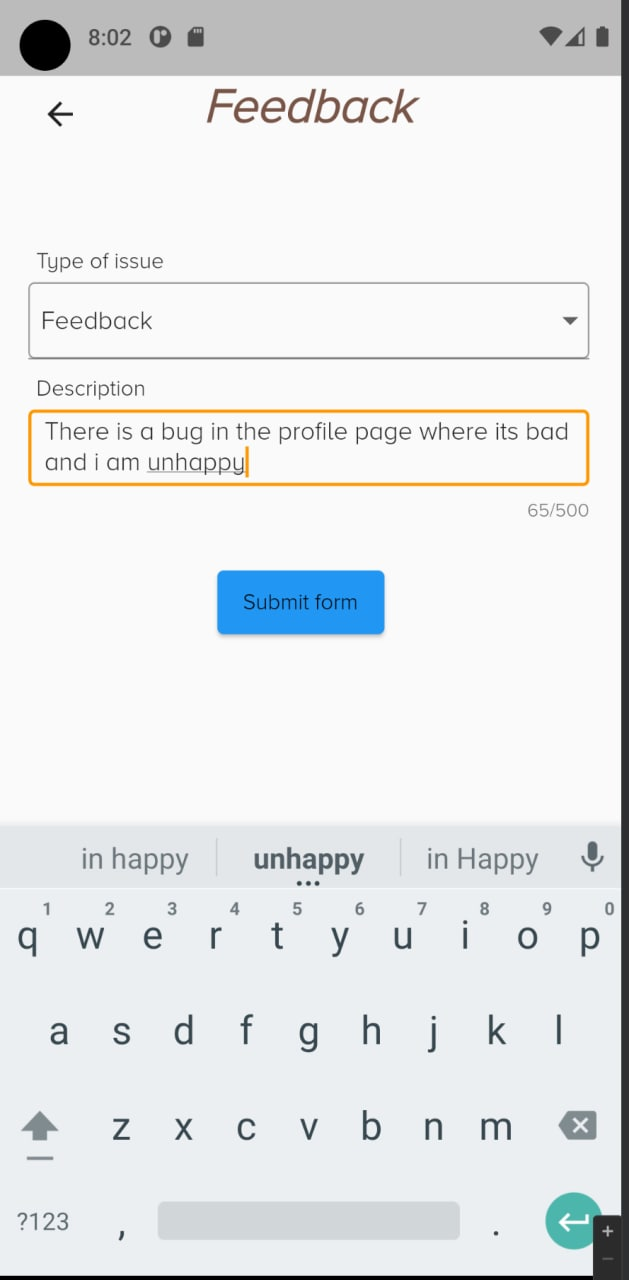 8:02
Feedback
Type of issue
Feedback
Description
There is a bug in the profile page where its bad
and i am unhappy
65/500
Submit form
in happy unhappy in Happy
1 2 3 4 5 6 7 8 9 0
q w e r t y u i o p
a s d f g h j k l
z x c v b n m
?123 , .